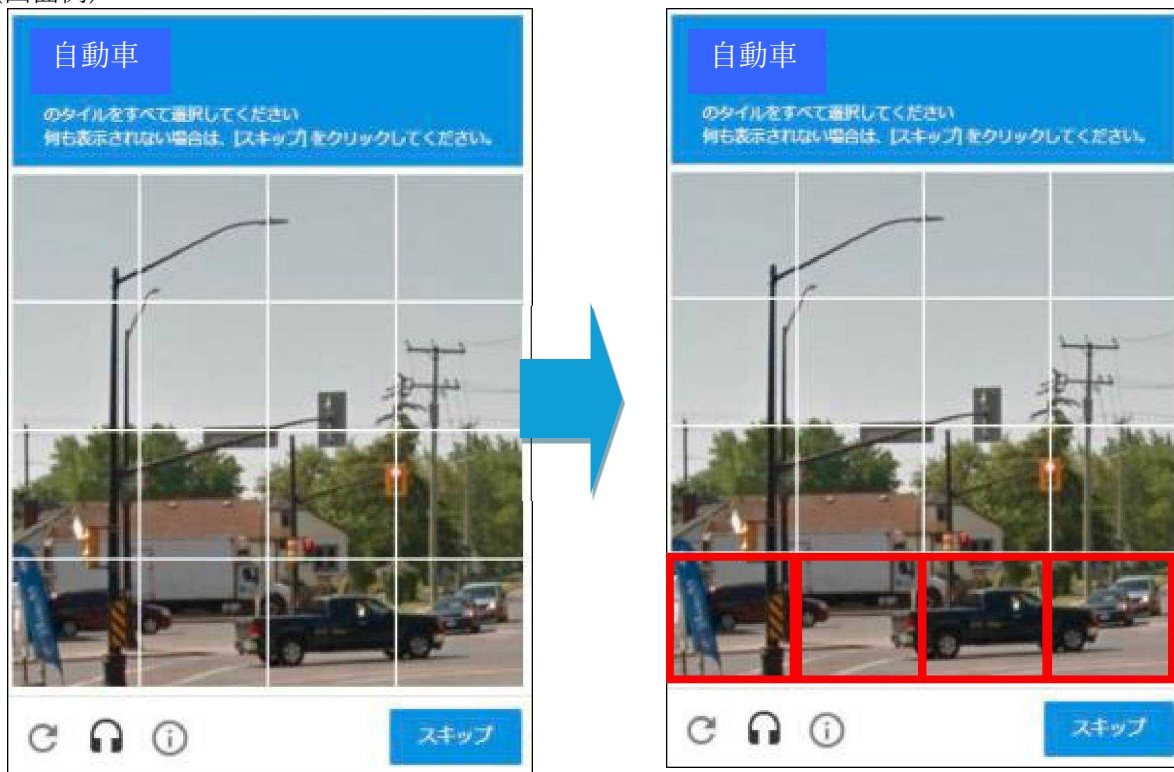 (画面例)
自動車
のタイルをすべて選択してください
何も表示されない場合は、[スキップ] をクリックしてください。
スキップ
自動車
のタイルをすべて選択してください
何も表示されない場合は、[スキップ] をクリックしてください。
スキップ